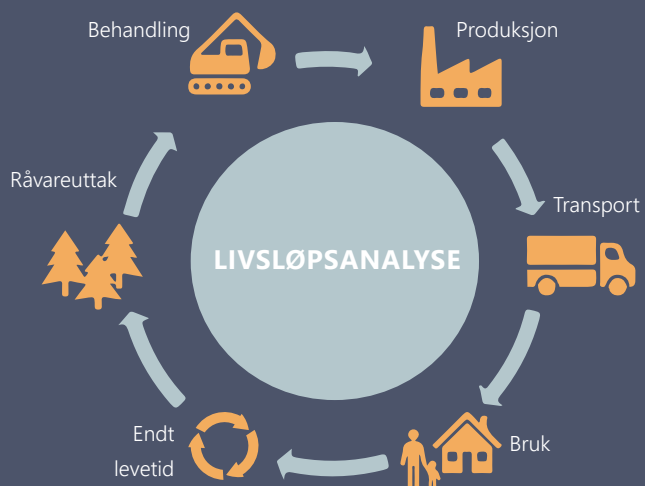 Behandling
Produksjon
Råvareuttak
Transport
LIVSLØPSANALYSE
Endt
levetid
Bruk